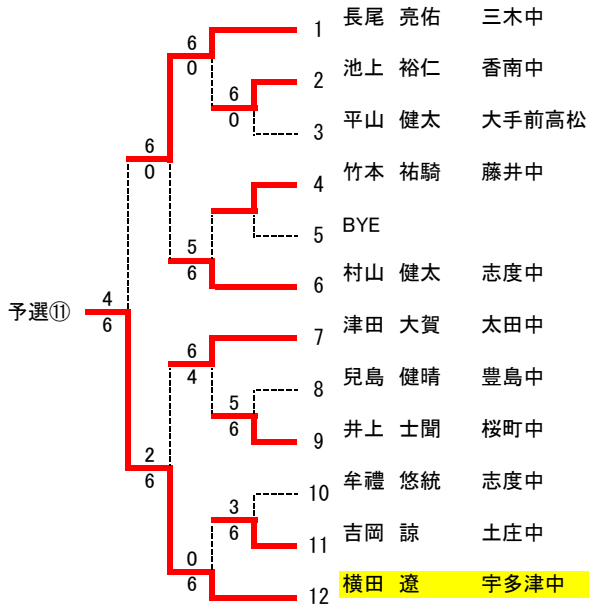 1 長尾 亮佑 三木中
6
0
2 池上 裕仁 香南中
6
0
3 平山 健太 大手前高松
6
0
4 竹本 祐騎 藤井中
5 BYE
5
6
6 村山 健太 志度中
予選⑪
4
6
7 津田 大賀 太田中
6
4
8 兒島 健晴 豊島中
5
6
9 井上 士聞 桜町中
2
6
10 牟禮 悠統 志度中
3
6
11 吉岡 諒 土庄中
0
6
12 横田 遼 宇多津中